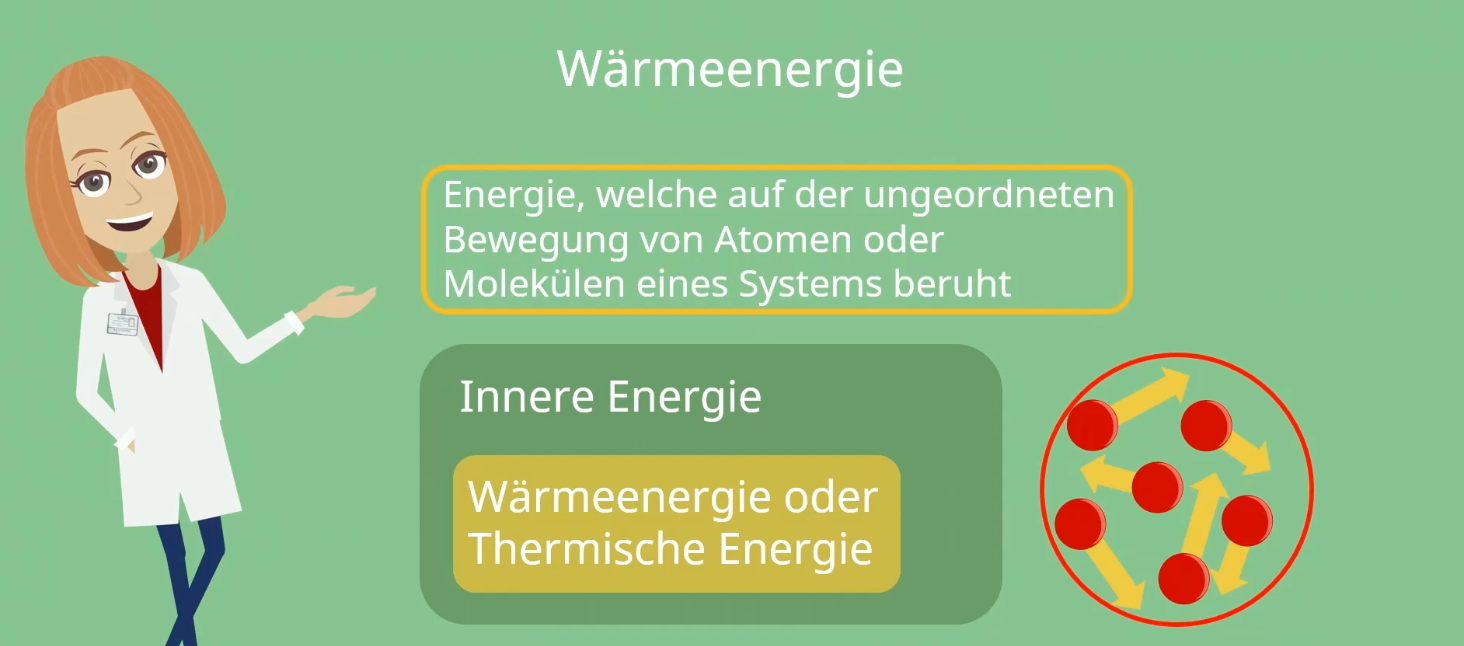 Wärmeenergie
Energie, welche auf der ungeordneten
Bewegung von Atomen oder
Molekülen eines Systems beruht
Innere Energie
Wärmeenergie oder
Thermische Energie